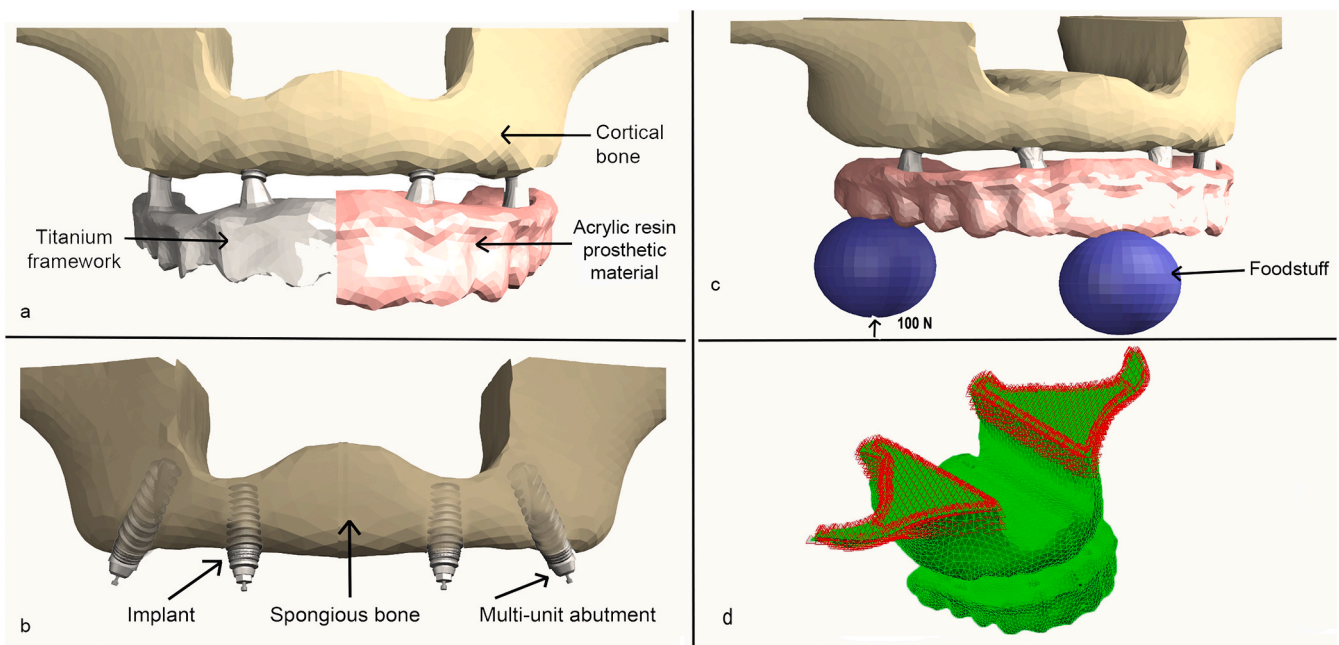 Cortical
bone
Titanium
framework
Acrylic resin
prosthetic
material
a
Implant
Spongious bone
Multi-unit abutment
b
Foodstuff
c
100 N
d